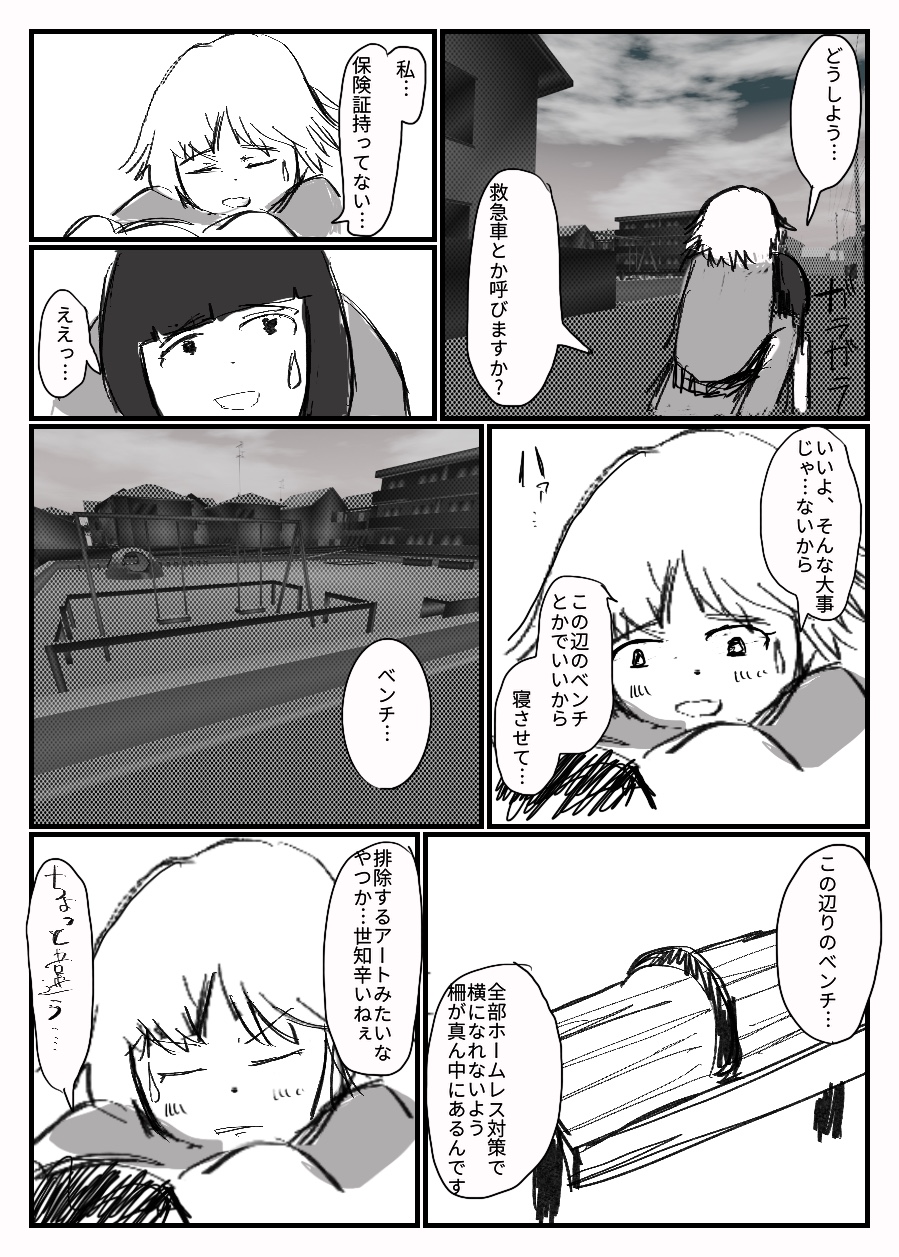 どうしよう…
救急車とか呼びますか?
ガラガラ
私…
保険証持ってない…
ええっ…
いいよ、そんな大事
じゃ…ないから
この辺のベンチ
とかでいいから
寝させて…
ベンチ…
この辺りのベンチ…
全部ホームレス対策で
横になれないよう
柵が真ん中にあるんです
排除するアートみたいな
やつか…世知辛いねぇ
ちょっと違う…